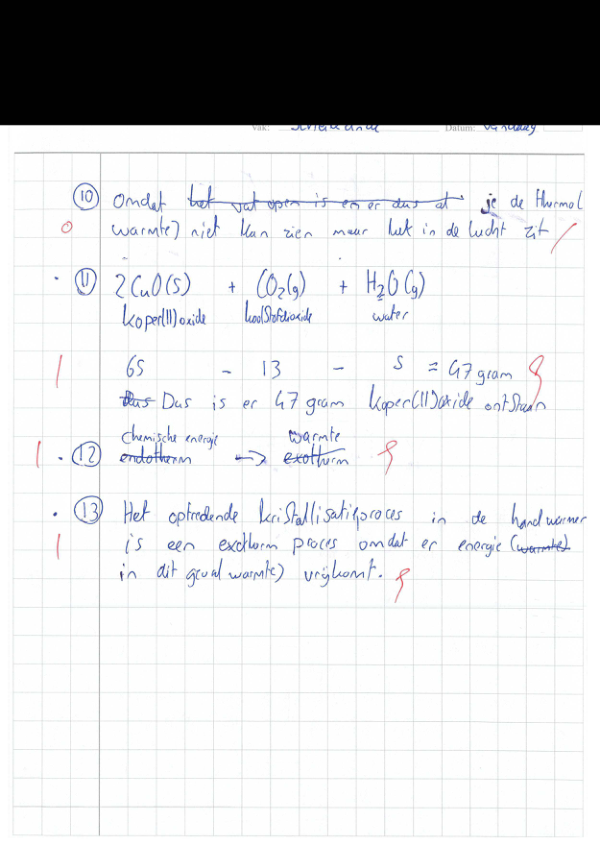 vak: Scheikunde Datum: vandaag
10 Omdat het vat open is en er dus al je de thermol
0 warmte) niet kan zien maar het in de lucht zit
11 2CuO(s) + CO2(g) + H2O(g)
koper(II)oxide koolstofdioxide water
1 65 - 13 - 5 = 47 gram
dus Dus is er 47 gram koper(II)oxide ontstaan
chemische energie warmte
1 12 endotherm -> exotherm
13 Het optredende kristallisatieproces in de handwarmer
1 is een exotherm proces omdat er energie (warmte)
in dit geval warmte) vrijkomt.